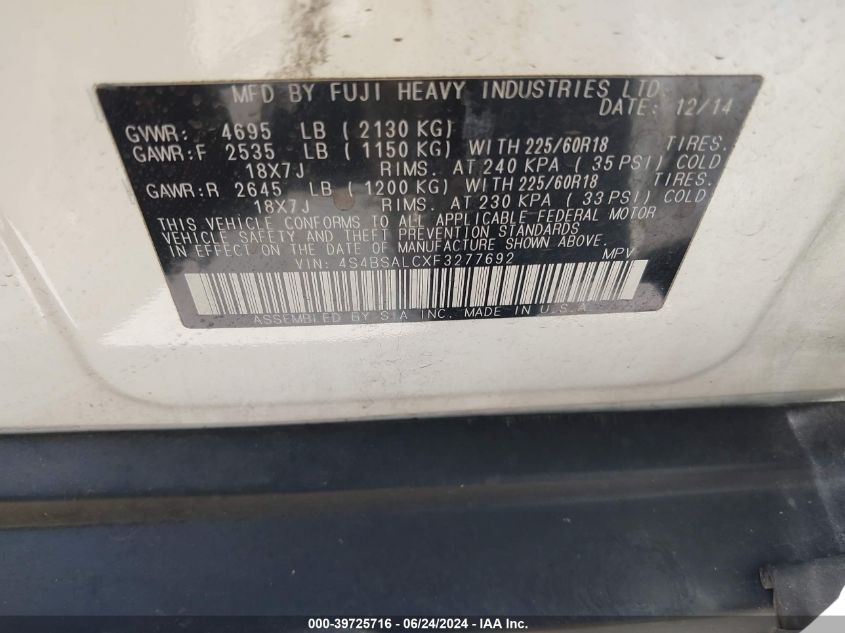 MFD BY FUJI HEAVY INDUSTRIES LTD.
DATE: 12/14
GVWR: 4695 LB ( 2130 KG)
GAWR:F 2535 LB ( 1150 KG) WITH 225/60R18 TIRES.
18X7J RIMS. AT 240 KPA ( 35 PSI) COLD
GAWR:R 2645 LB ( 1200 KG) WITH 225/60R18 TIRES.
18X7J RIMS. AT 230 KPA ( 33 PSI) COLD
THIS VEHICLE CONFORMS TO ALL APPLICABLE FEDERAL MOTOR
VEHICLE SAFETY AND THEFT PREVENTION STANDARDS
IN EFFECT ON THE DATE OF MANUFACTURE SHOWN ABOVE.
VIN: 4S4BSALCXF3277692 MPV
ASSEMBLED BY SIA INC. MADE IN U.S.A.
000-39725716 - 06/24/2024 - IAA Inc.